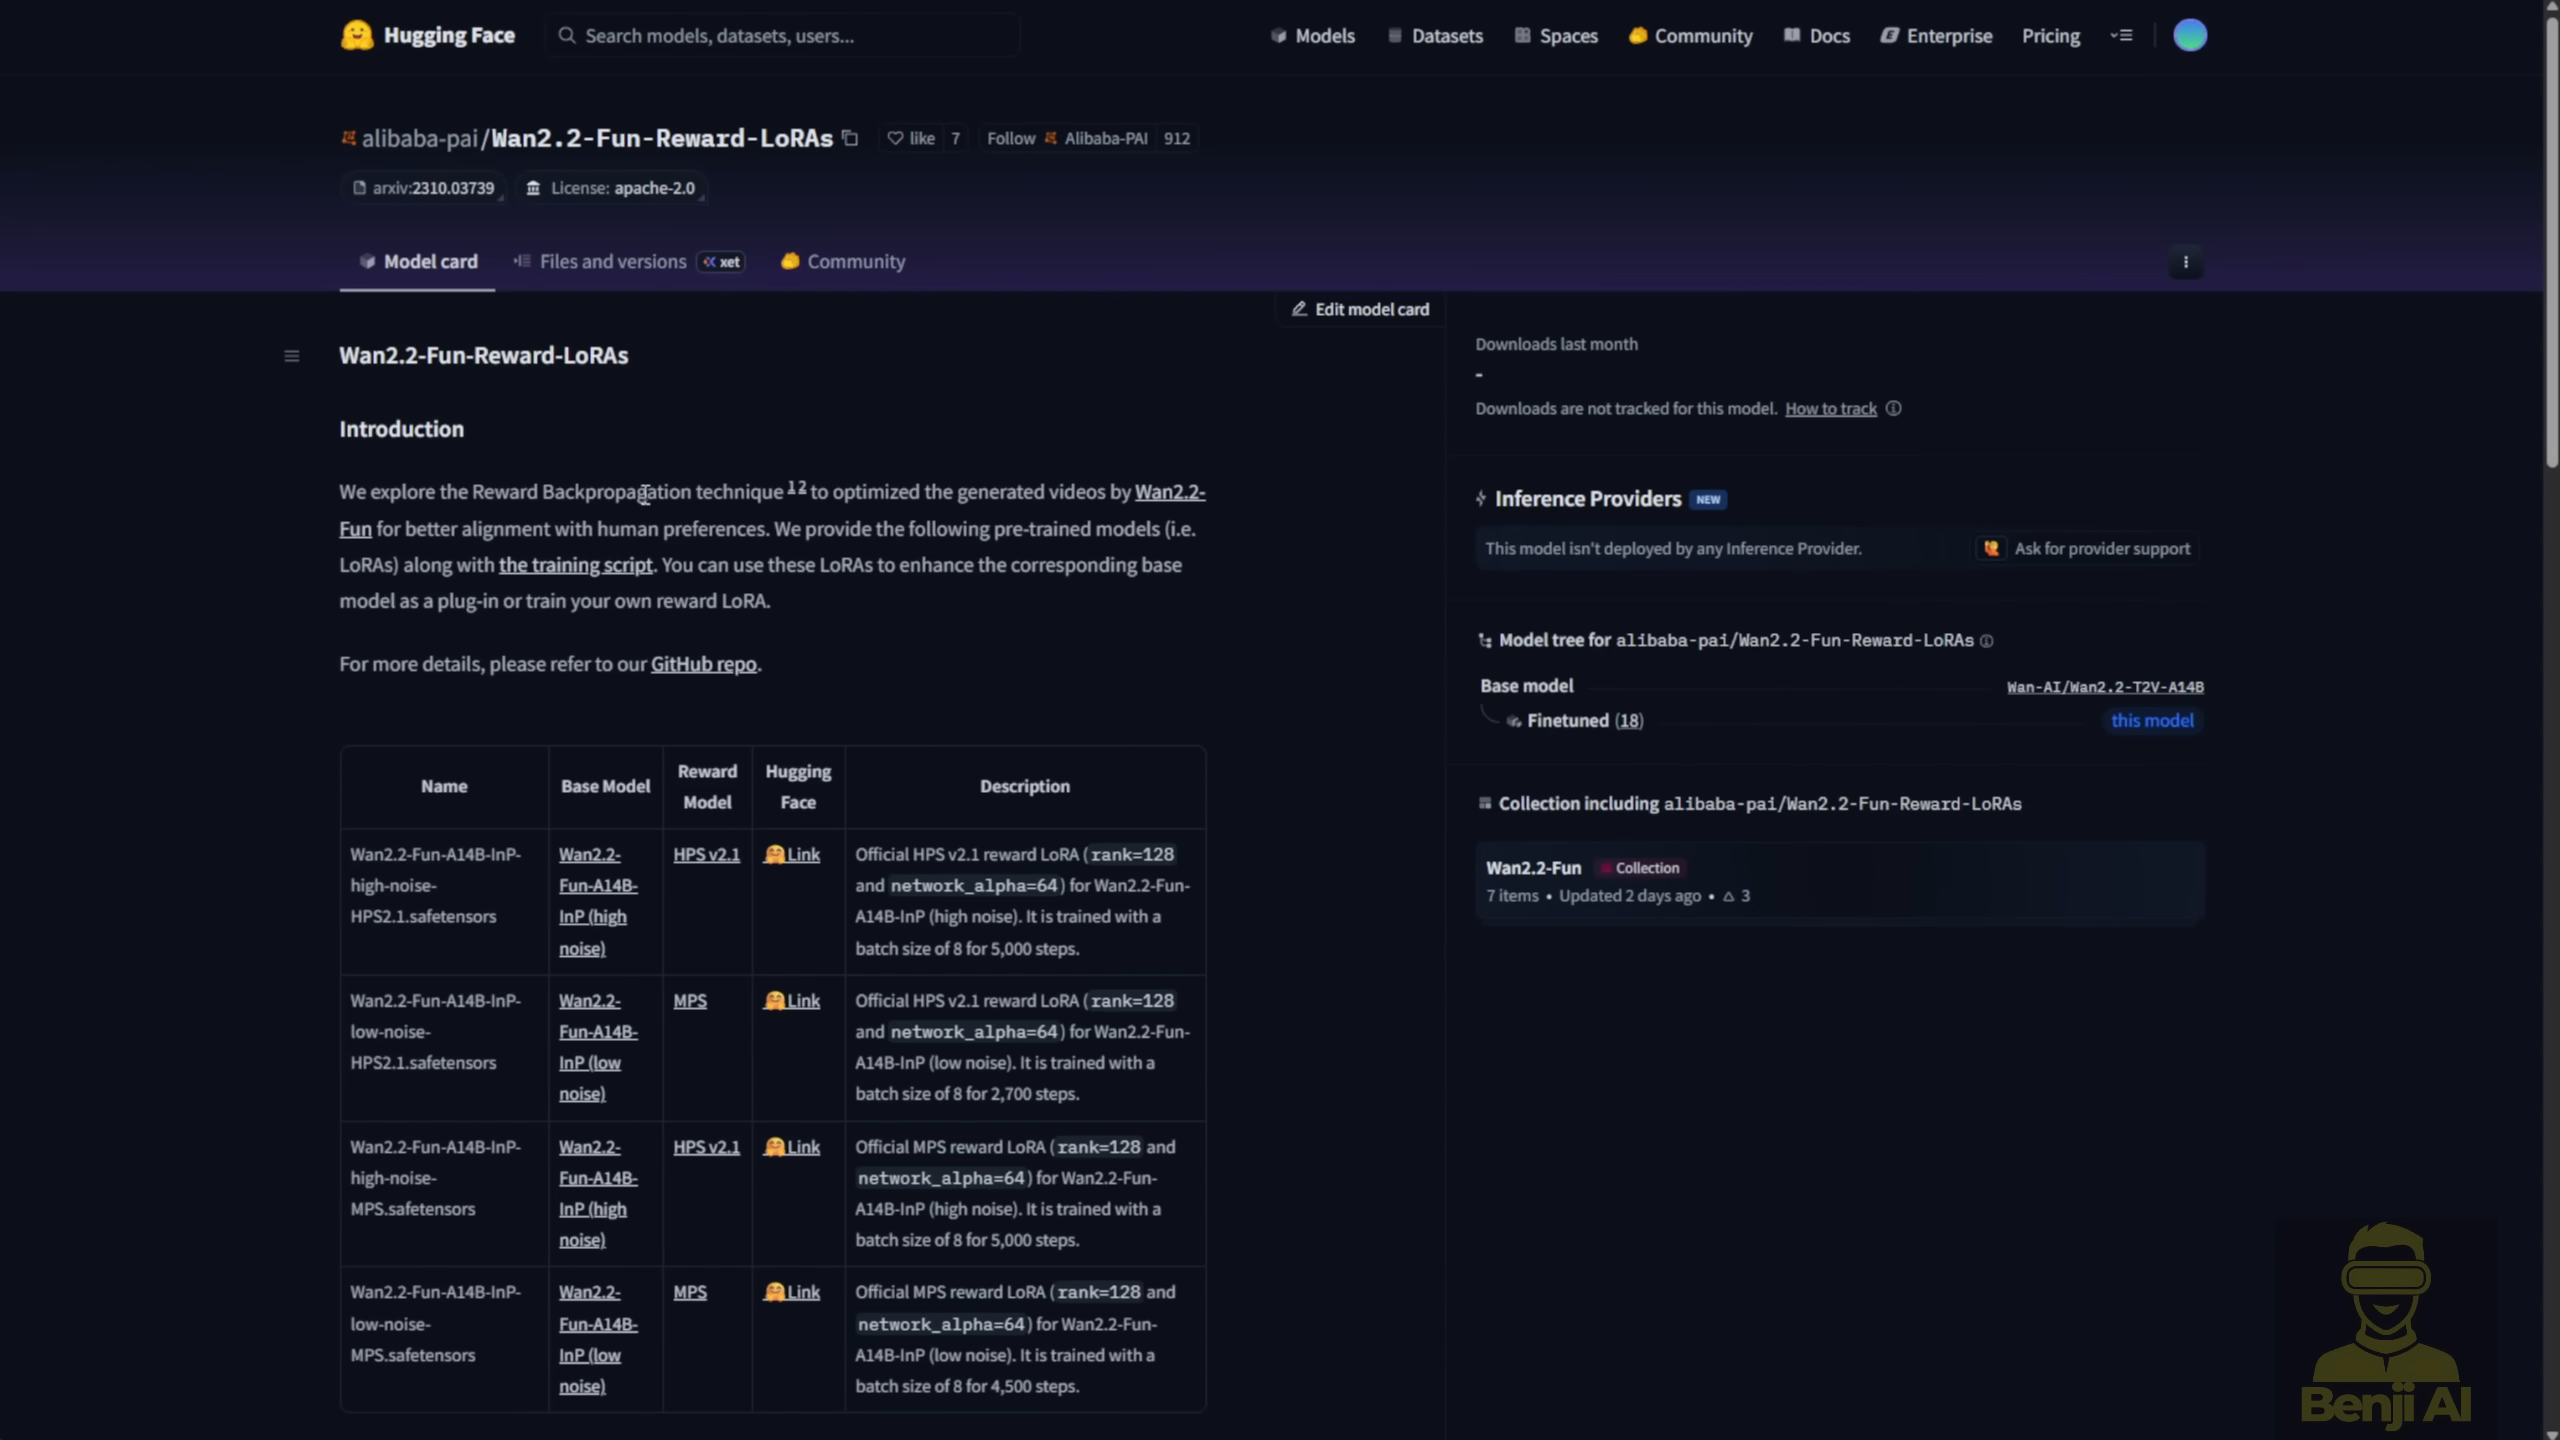 Hugging Face
Search models, datasets, users...
Models
Datasets
Spaces
Community
Docs
Enterprise
Pricing
alibaba-pai/Wan2.2-Fun-Reward-LoRAs
like 7
Follow Alibaba-PAI 912
arxiv:2310.03739
License: apache-2.0
Model card
Files and versions
xet
Community
Edit model card
Wan2.2-Fun-Reward-LoRAs
Introduction
We explore the Reward Backpropagation technique 1 2 to optimized the generated videos by Wan2.2-
Fun for better alignment with human preferences. We provide the following pre-trained models (i.e.
LoRAs) along with the training script. You can use these LoRAs to enhance the corresponding base
model as a plug-in or train your own reward LoRA.
For more details, please refer to our GitHub repo.
Name
Base Model
Reward
Model
Hugging
Face
Description
Wan2.2-Fun-A14B-InP-
high-noise-
HPS2.1.safetensors
Wan2.2-
Fun-A14B-
InP (high
noise)
HPS v2.1
Link
Official HPS v2.1 reward LoRA (rank=128
and network_alpha=64) for Wan2.2-Fun-
A14B-InP (high noise). It is trained with a
batch size of 8 for 5,000 steps.
Wan2.2-Fun-A14B-InP-
low-noise-
HPS2.1.safetensors
Wan2.2-
Fun-A14B-
InP (low
noise)
MPS
Link
Official HPS v2.1 reward LoRA (rank=128
and network_alpha=64) for Wan2.2-Fun-
A14B-InP (low noise). It is trained with a
batch size of 8 for 2,700 steps.
Wan2.2-Fun-A14B-InP-
high-noise-
MPS.safetensors
Wan2.2-
Fun-A14B-
InP (high
noise)
HPS v2.1
Link
Official MPS reward LoRA (rank=128 and
network_alpha=64) for Wan2.2-Fun-
A14B-InP (high noise). It is trained with a
batch size of 8 for 5,000 steps.
Wan2.2-Fun-A14B-InP-
low-noise-
MPS.safetensors
Wan2.2-
Fun-A14B-
InP (low
noise)
MPS
Link
Official MPS reward LoRA (rank=128 and
network_alpha=64) for Wan2.2-Fun-
A14B-InP (low noise). It is trained with a
batch size of 8 for 4,500 steps.
Downloads last month
-
Downloads are not tracked for this model. How to track
Inference Providers NEW
This model isn't deployed by any Inference Provider.
Ask for provider support
Model tree for alibaba-pai/Wan2.2-Fun-Reward-LoRAs
Base model
Wan-AI/Wan2.2-T2V-A14B
Finetuned (18)
this model
Collection including alibaba-pai/Wan2.2-Fun-Reward-LoRAs
Wan2.2-Fun Collection
7 items • Updated 2 days ago • △ 3
Benji AI